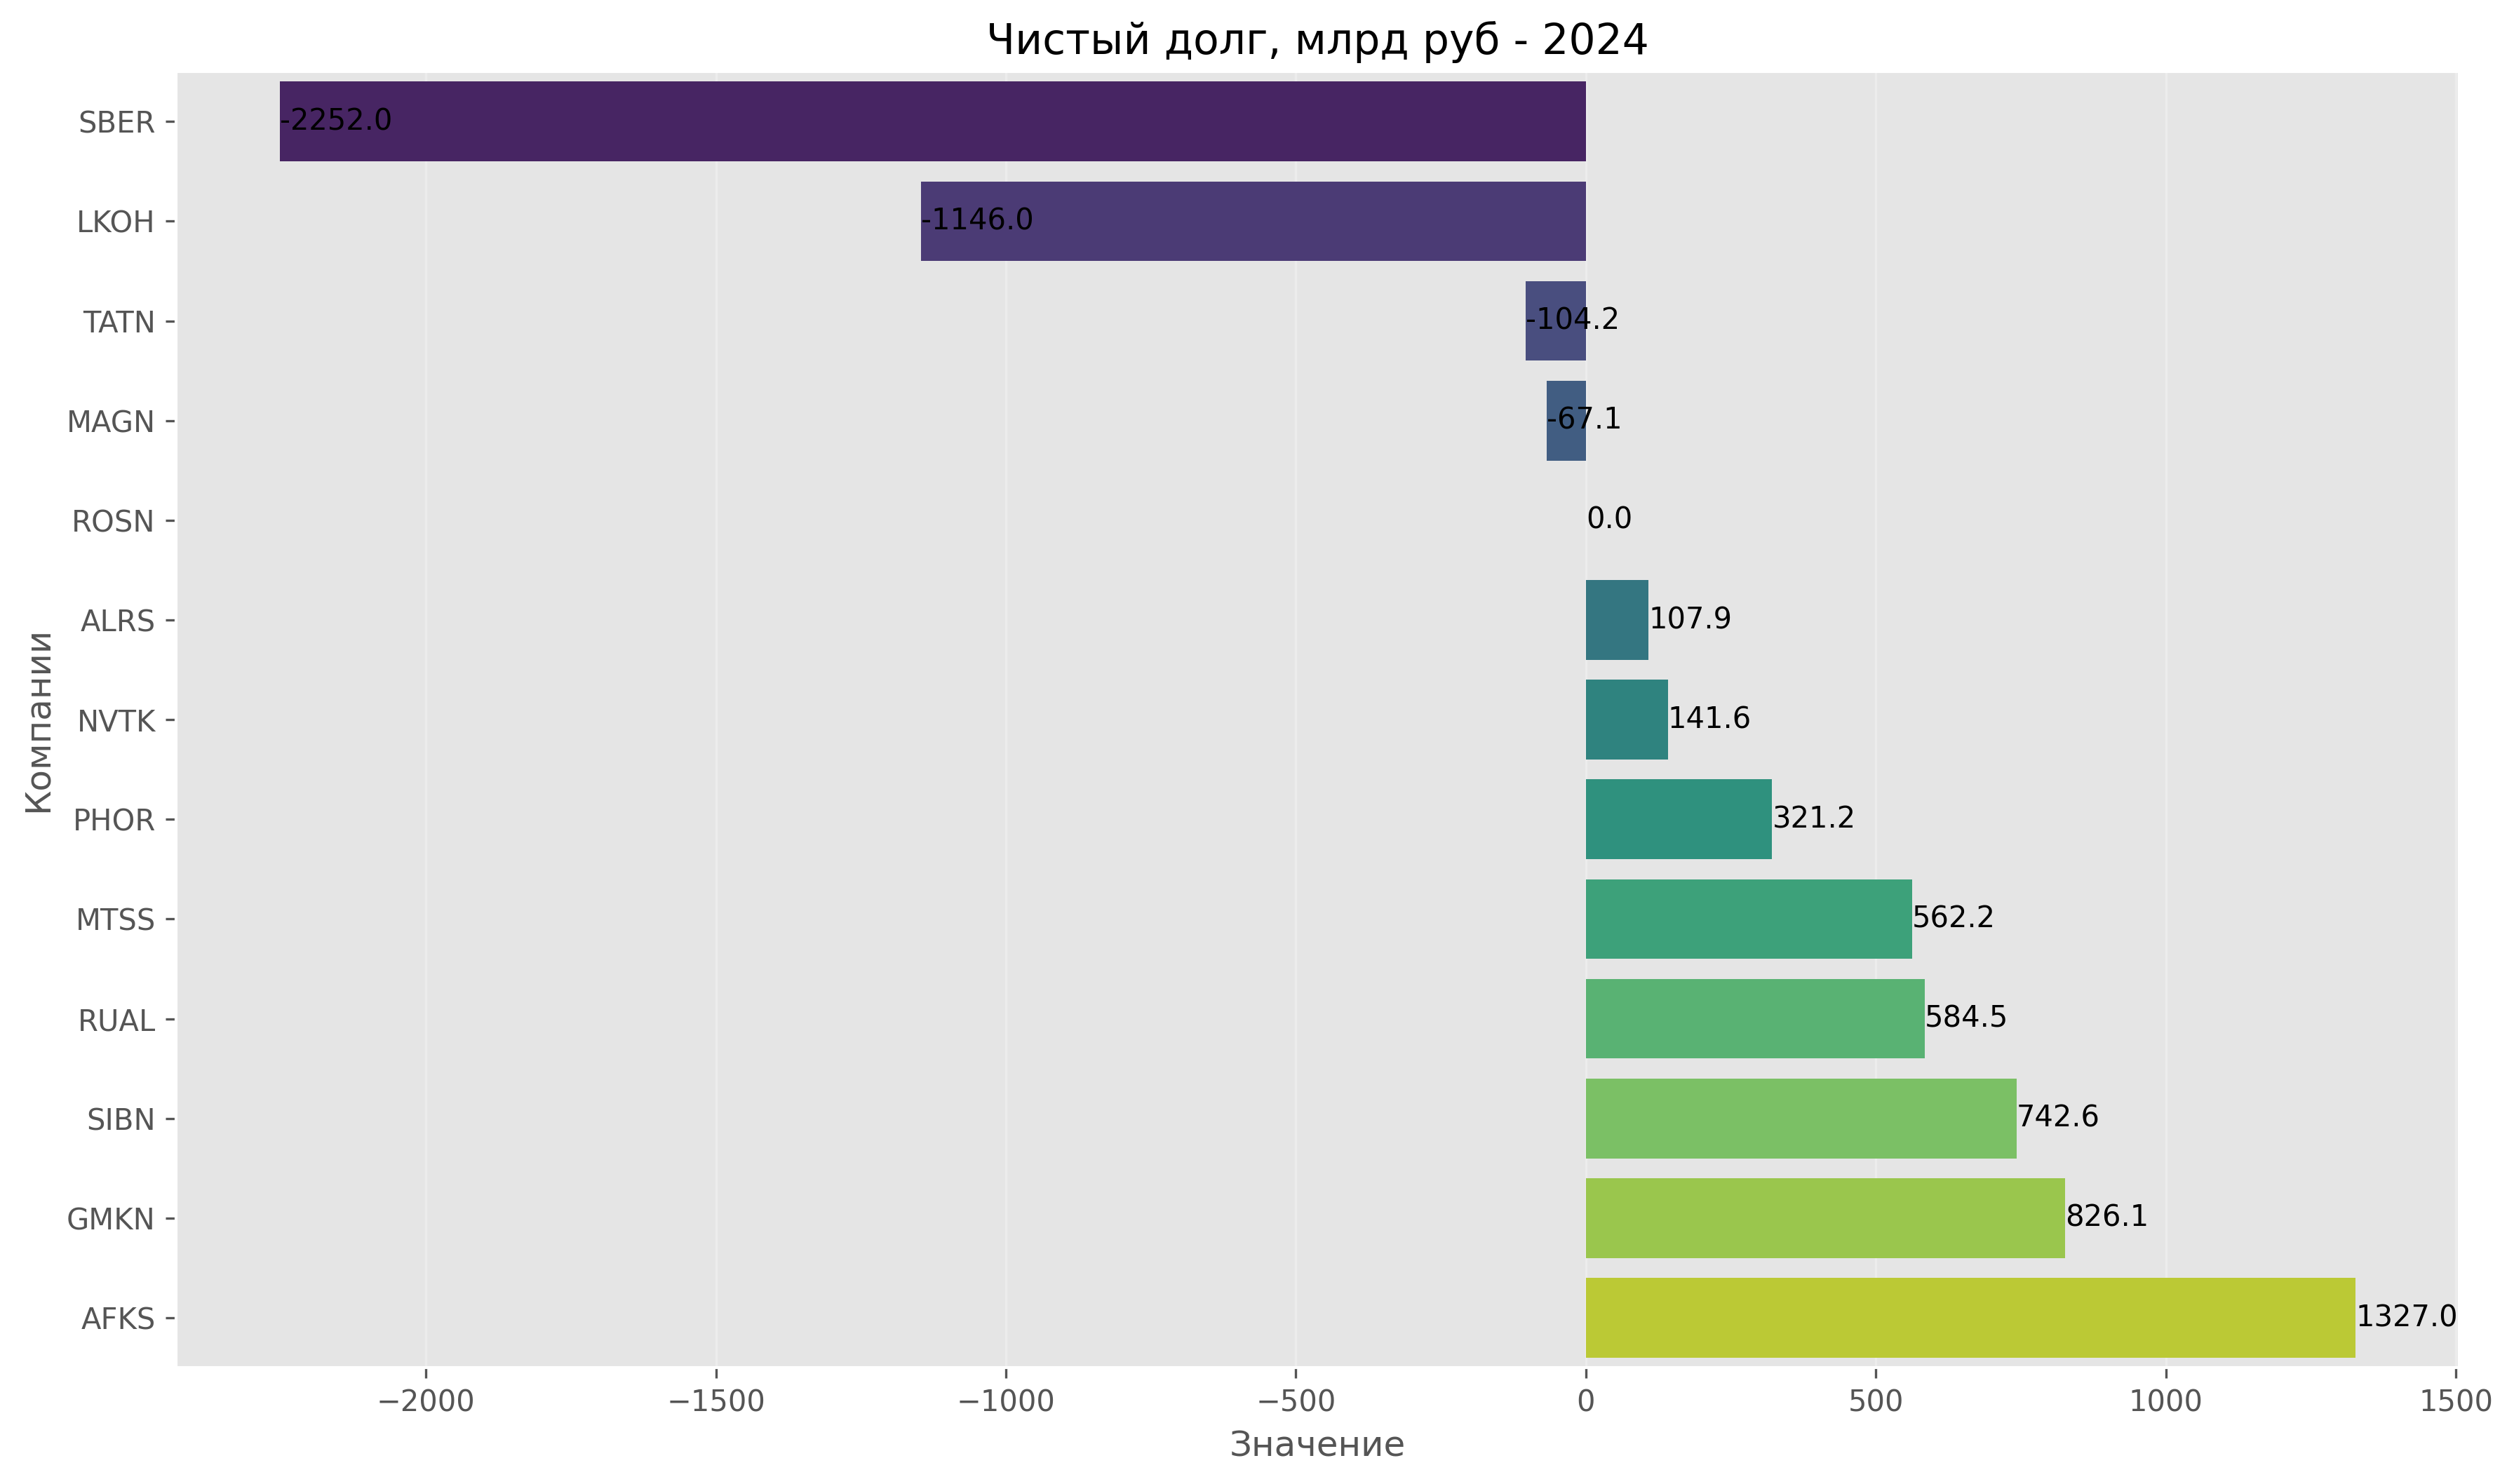 Чистый долг, млрд руб - 2024
Компании
SBER -2252.0
LKOH -1146.0
TATN -104.2
MAGN -67.1
ROSN 0.0
ALRS 107.9
NVTK 141.6
PHOR 321.2
MTSS 562.2
RUAL 584.5
SIBN 742.6
GMKN 826.1
AFKS 1327.0
−2000 −1500 −1000 −500 0 500 1000 1500
Значение